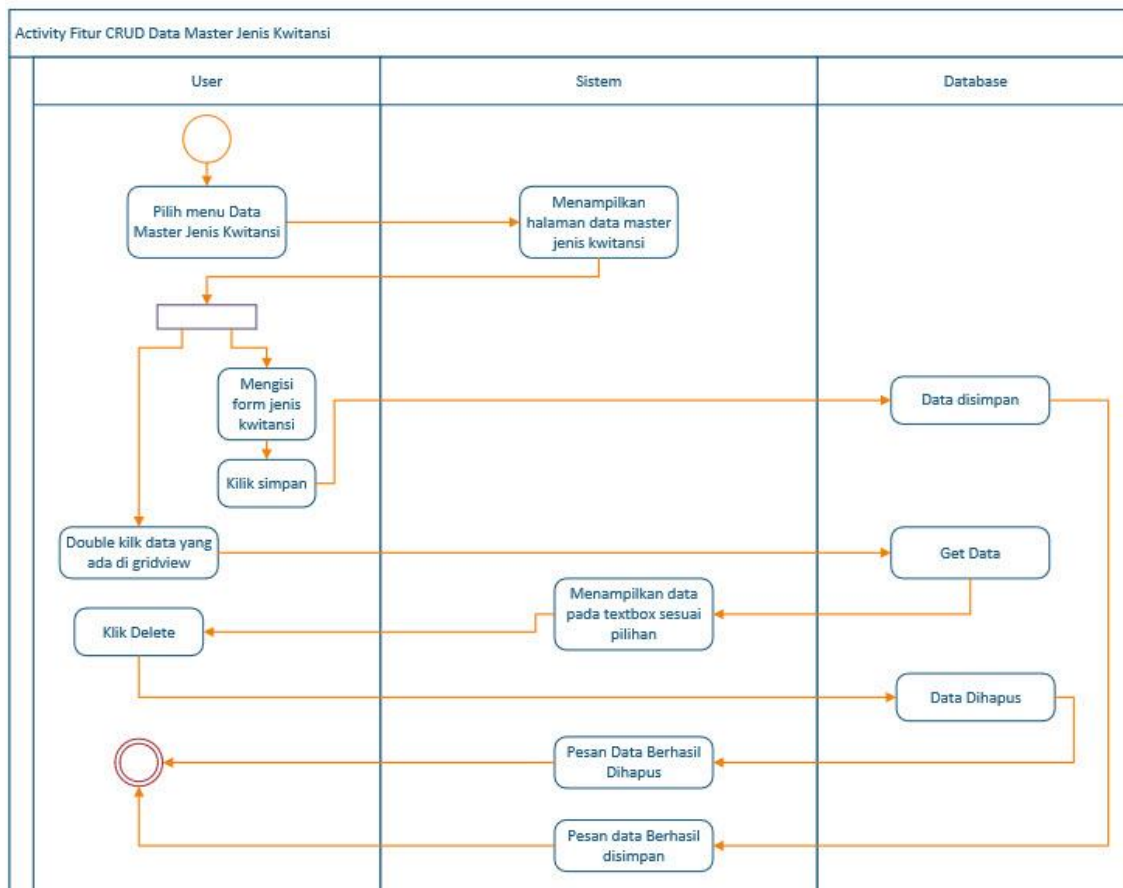 Activity Fitur CRUD Data Master Jenis Kwitansi
User
Sistem
Database
Pilih menu Data
Master Jenis Kwitansi
Menampilkan
halaman data master
jenis kwitansi
Mengisi
form jenis
kwitansi
Data disimpan
Kilik simpan
Double kilk data yang
ada di gridview
Get Data
Menampilkan data
pada textbox sesuai
pilihan
Klik Delete
Data Dihapus
Pesan Data Berhasil
Dihapus
Pesan data Berhasil
disimpan